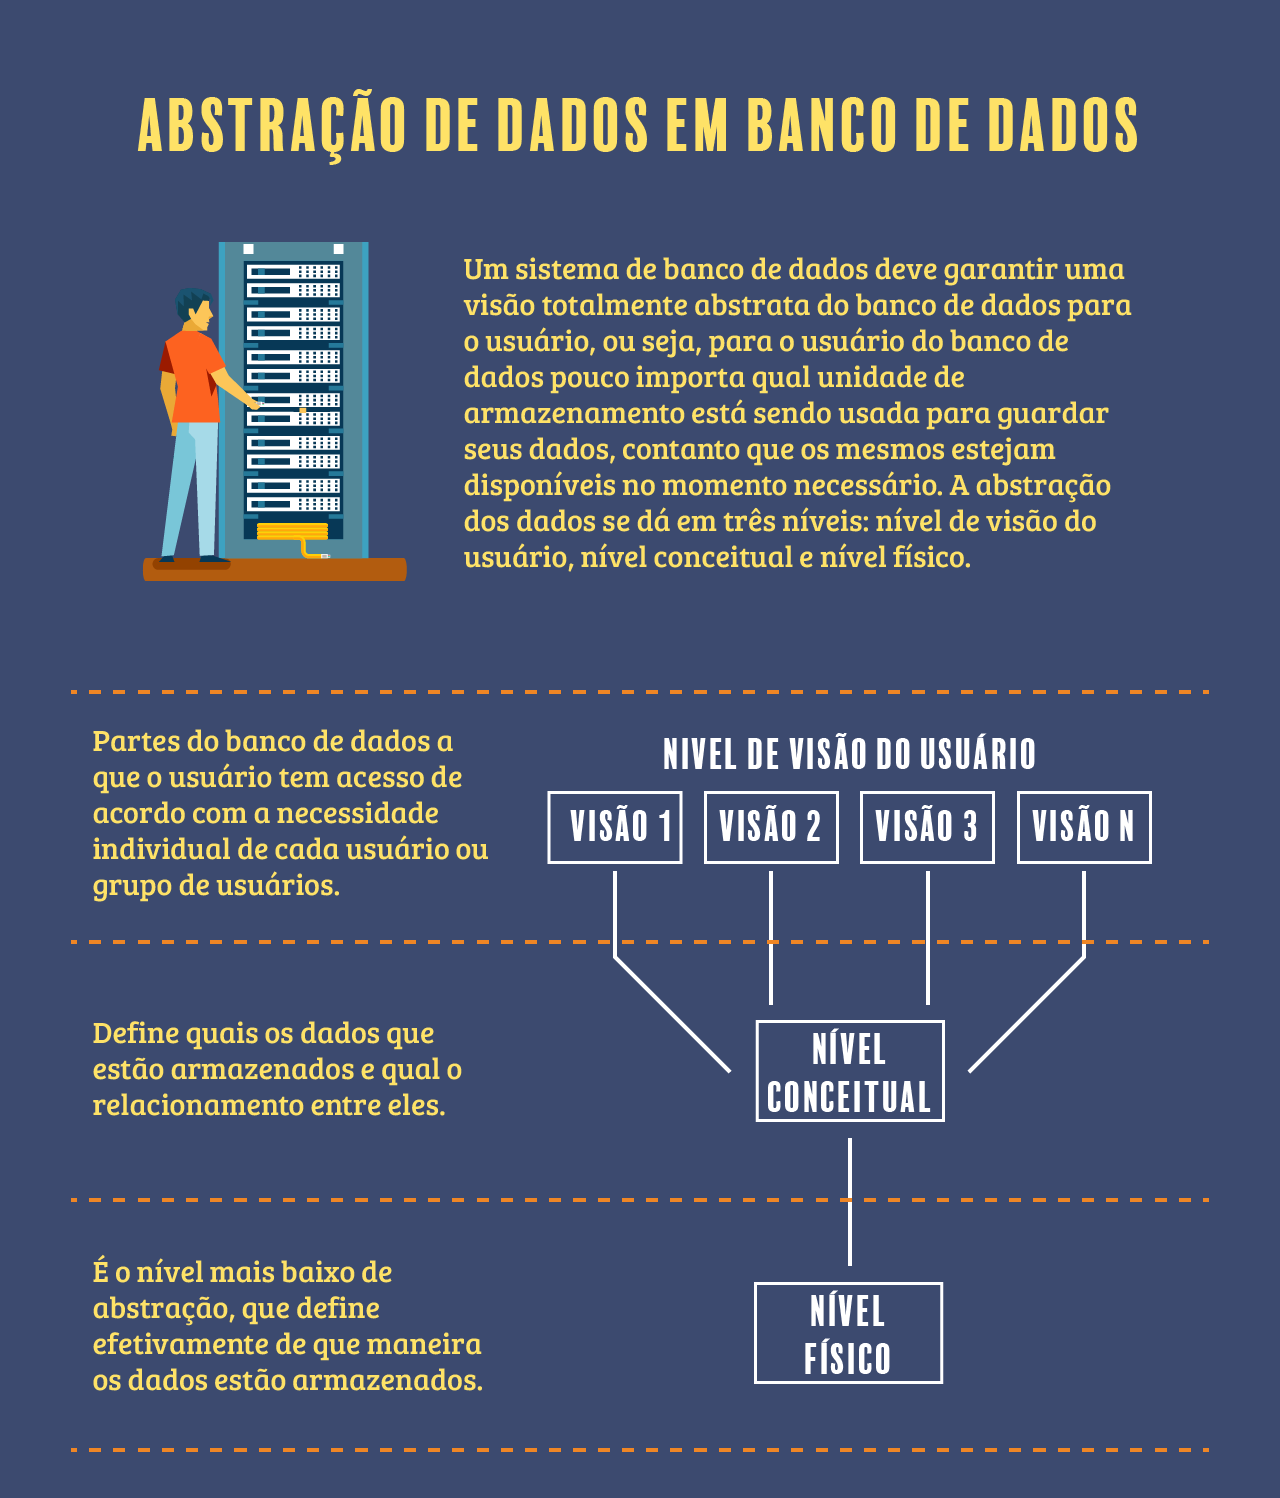 ABSTRAÇÃO DE DADOS EM BANCO DE DADOS
Um sistema de banco de dados deve garantir uma
visão totalmente abstrata do banco de dados para
o usuário, ou seja, para o usuário do banco de
dados pouco importa qual unidade de
armazenamento está sendo usada para guardar
seus dados, contanto que os mesmos estejam
disponíveis no momento necessário. A abstração
dos dados se dá em três níveis: nível de visão do
usuário, nível conceitual e nível físico.
Partes do banco de dados a
que o usuário tem acesso de
acordo com a necessidade
individual de cada usuário ou
grupo de usuários.
NIVEL DE VISÃO DO USUÁRIO
VISÃO 1
VISÃO 2
VISÃO 3
VISÃO N
Define quais os dados que
estão armazenados e qual o
relacionamento entre eles.
NÍVEL
CONCEITUAL
É o nível mais baixo de
abstração, que define
efetivamente de que maneira
os dados estão armazenados.
NÍVEL
FÍSICO